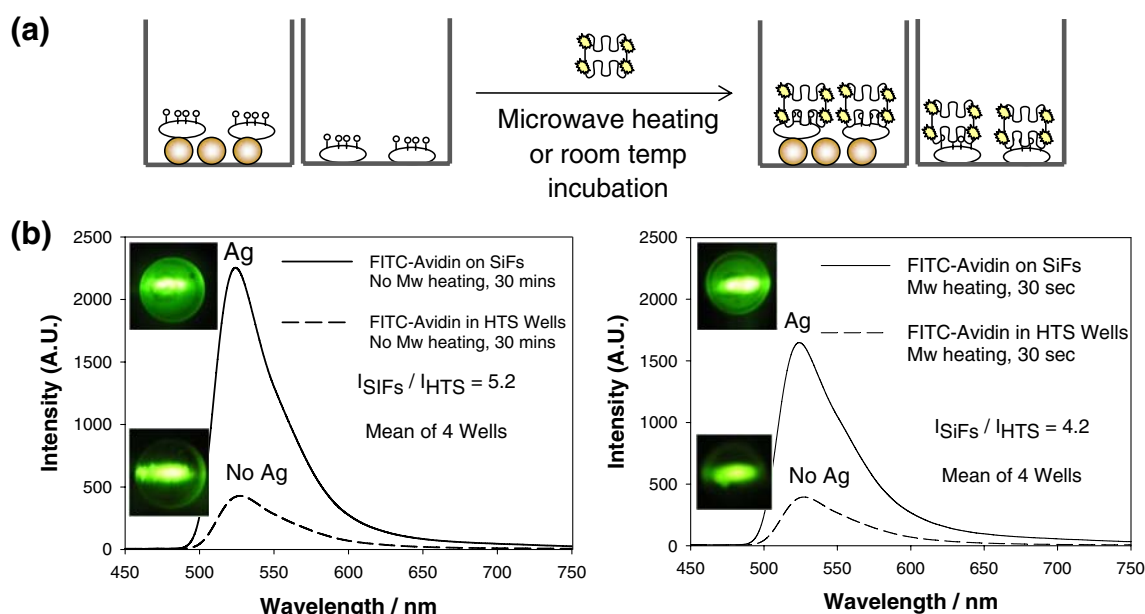 (a)
Microwave heating
or room temp
incubation
(b)
2500
2000
1500
1000
500
0
Intensity (A.U.)
Ag
No Ag
FITC-Avidin on SiFs
No Mw heating, 30 mins
FITC-Avidin in HTS Wells
No Mw heating, 30 mins
ISIFs / IHTS = 5.2
Mean of 4 Wells
450 500 550 600 650 700 750
Wavelength / nm
2500
2000
1500
1000
500
0
Intensity (A.U.)
Ag
No Ag
FITC-Avidin on SiFs
Mw heating, 30 sec
FITC-Avidin in HTS Wells
Mw heating, 30 sec
ISiFs / IHTS = 4.2
Mean of 4 Wells
450 500 550 600 650 700 750
Wavelength / nm